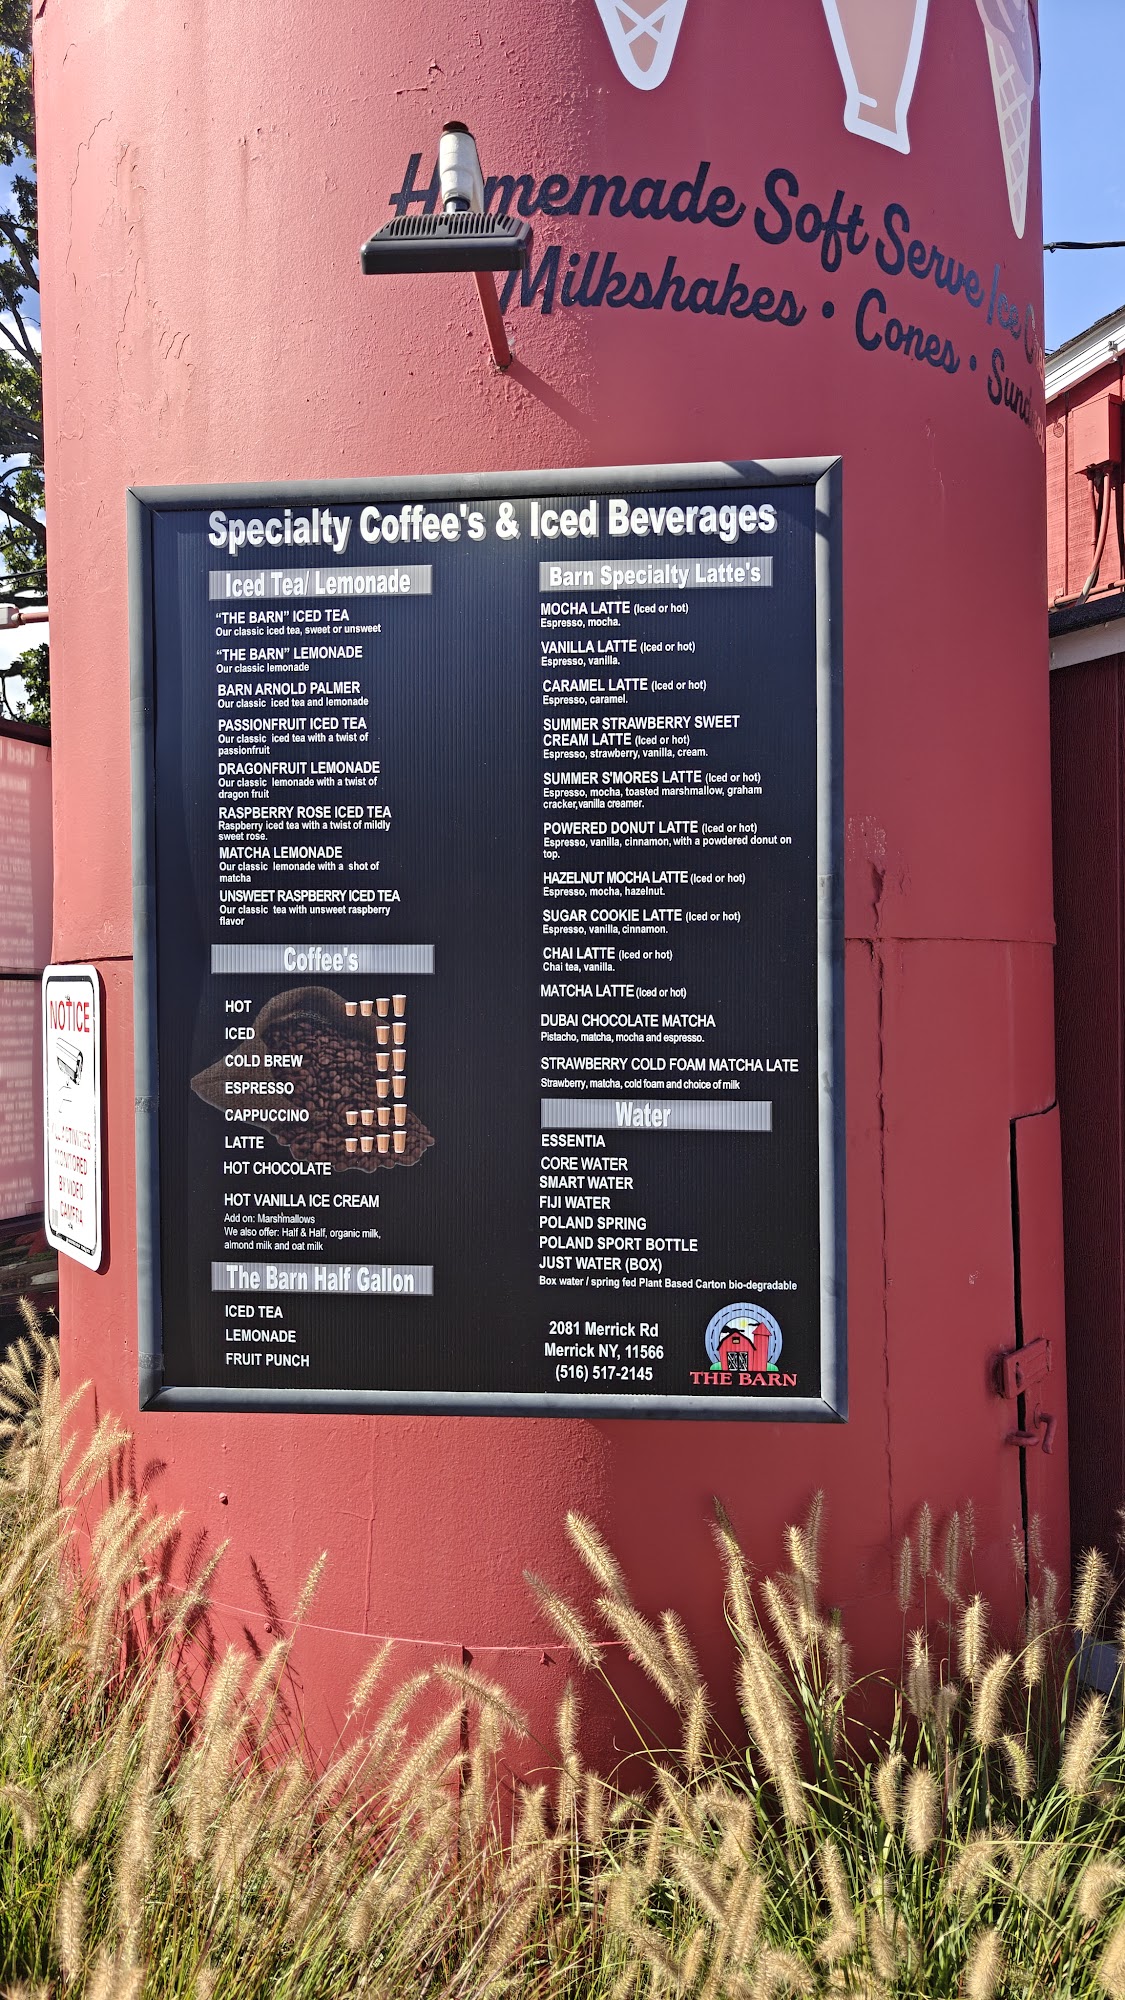 Homemade Soft Serve Ice
Milkshakes • Cones •
Specialty Coffee's & Iced Beverages
Iced Tea/ Lemonade
“THE BARN” ICED TEA
Our classic iced tea, sweet or unsweet
“THE BARN” LEMONADE
Our classic lemonade
BARN ARNOLD PALMER
Our classic iced tea and lemonade
PASSIONFRUIT ICED TEA
Our classic iced tea with a twist of
passionfruit
DRAGONFRUIT LEMONADE
Our classic lemonade with a twist of
dragon fruit
RASPBERRY ROSE ICED TEA
Raspberry iced tea with a twist of mildly
sweet rose.
MATCHA LEMONADE
Our classic lemonade with a shot of
matcha
UNSWEET RASPBERRY ICED TEA
Our classic tea with unsweet raspberry
flavor
Coffee's
HOT
ICED
COLD BREW
ESPRESSO
CAPPUCCINO
LATTE
HOT CHOCOLATE
HOT VANILLA ICE CREAM
Add on: Marshmallows
We also offer: Half & Half, organic milk,
almond milk and oat milk
The Barn Half Gallon
ICED TEA
LEMONADE
FRUIT PUNCH
Barn Specialty Latte's
MOCHA LATTE (Iced or hot)
Espresso, mocha.
VANILLA LATTE (Iced or hot)
Espresso, vanilla.
CARAMEL LATTE (Iced or hot)
Espresso, caramel.
SUMMER STRAWBERRY SWEET
CREAM LATTE (Iced or hot)
Espresso, strawberry, vanilla, cream.
SUMMER S'MORES LATTE (Iced or hot)
Espresso, mocha, toasted marshmallow, graham
cracker,vanilla creamer.
POWERED DONUT LATTE (Iced or hot)
Espresso, vanilla, cinnamon, with a powdered donut on
top.
HAZELNUT MOCHA LATTE (Iced or hot)
Espresso, mocha, hazelnut.
SUGAR COOKIE LATTE (Iced or hot)
Espresso, vanilla, cinnamon.
CHAI LATTE (Iced or hot)
Chai tea, vanilla.
MATCHA LATTE (Iced or hot)
DUBAI CHOCOLATE MATCHA
Pistacho, matcha, mocha and espresso.
STRAWBERRY COLD FOAM MATCHA LATE
Strawberry, matcha, cold foam and choice of milk
Water
ESSENTIA
CORE WATER
SMART WATER
FIJI WATER
POLAND SPRING
POLAND SPORT BOTTLE
JUST WATER (BOX)
Box water / spring fed Plant Based Carton bio-degradable
2081 Merrick Rd
Merrick NY, 11566
(516) 517-2145
THE BARN
NOTICE
ALL ACTIVITIES
MONITORED
BY VIDEO
CAMERA